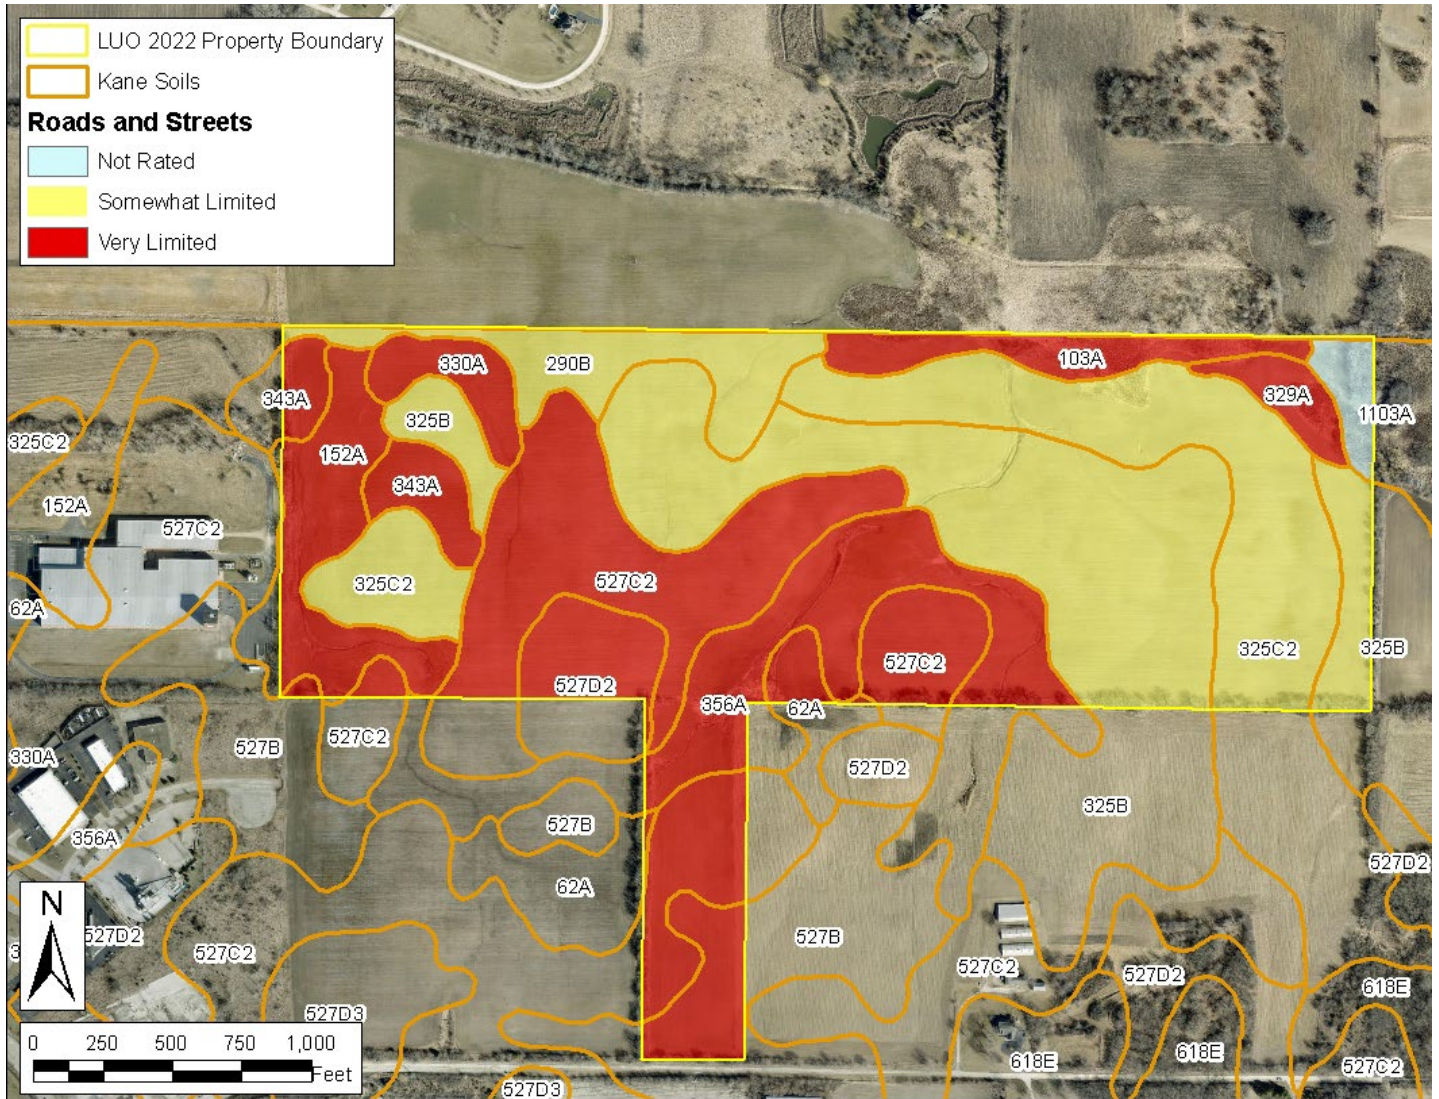 LUO 2022 Property Boundary
Kane Soils
Roads and Streets
Not Rated
Somewhat Limited
Very Limited
330A
290B
103A
343A
329A
1103A
325B
325C2
152A
343A
152A
527C2
325C2
527C2
62A
527C2
325C2
325B
527D2
356A
62A
527C2
527B
330A
527D2
325B
527B
356A
527D2
62A
N
527D2
527B
3
527C2
527C2
527D2
618E
527D3
0 250 500 750 1,000
Feet
618E
618E
527C2
527D3